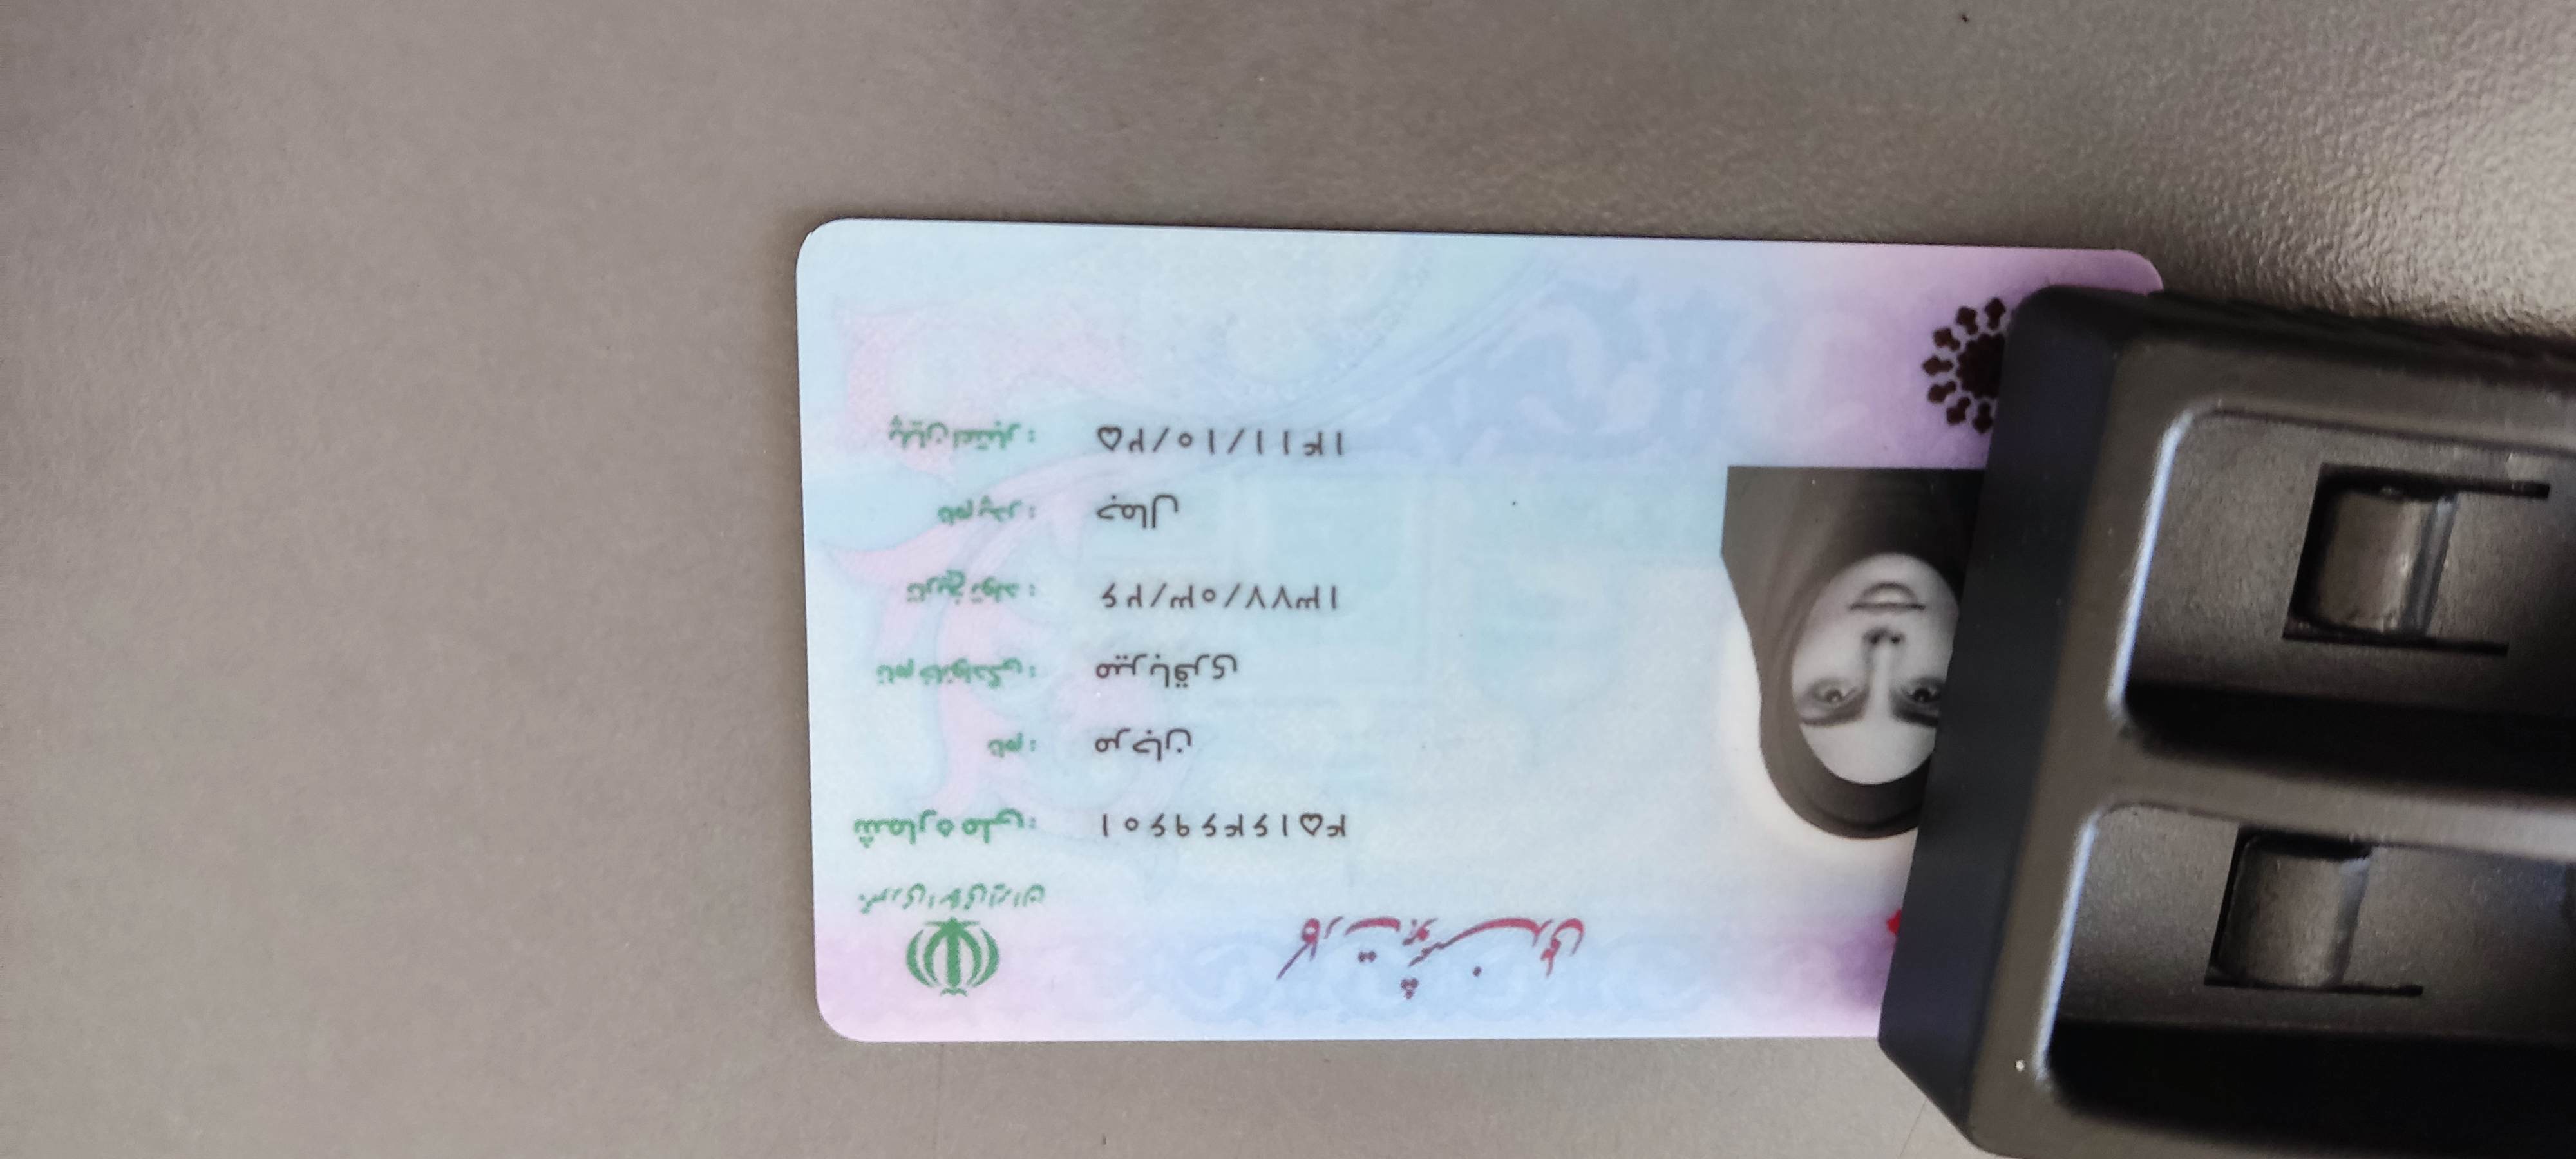 جمهوری اسلامی ایران
کارت هوشمند ملی
شماره ملی: ۴۵۱۶۴۶۹۶۰۱
نام: مرجان
نام خانوادگی: میرباقری
تاریخ تولد: ۱۳۷۷/۰۳/۲۶
نام پدر: جمال
پایان اعتبار: ۱۴۱۱/۱۰/۲۵